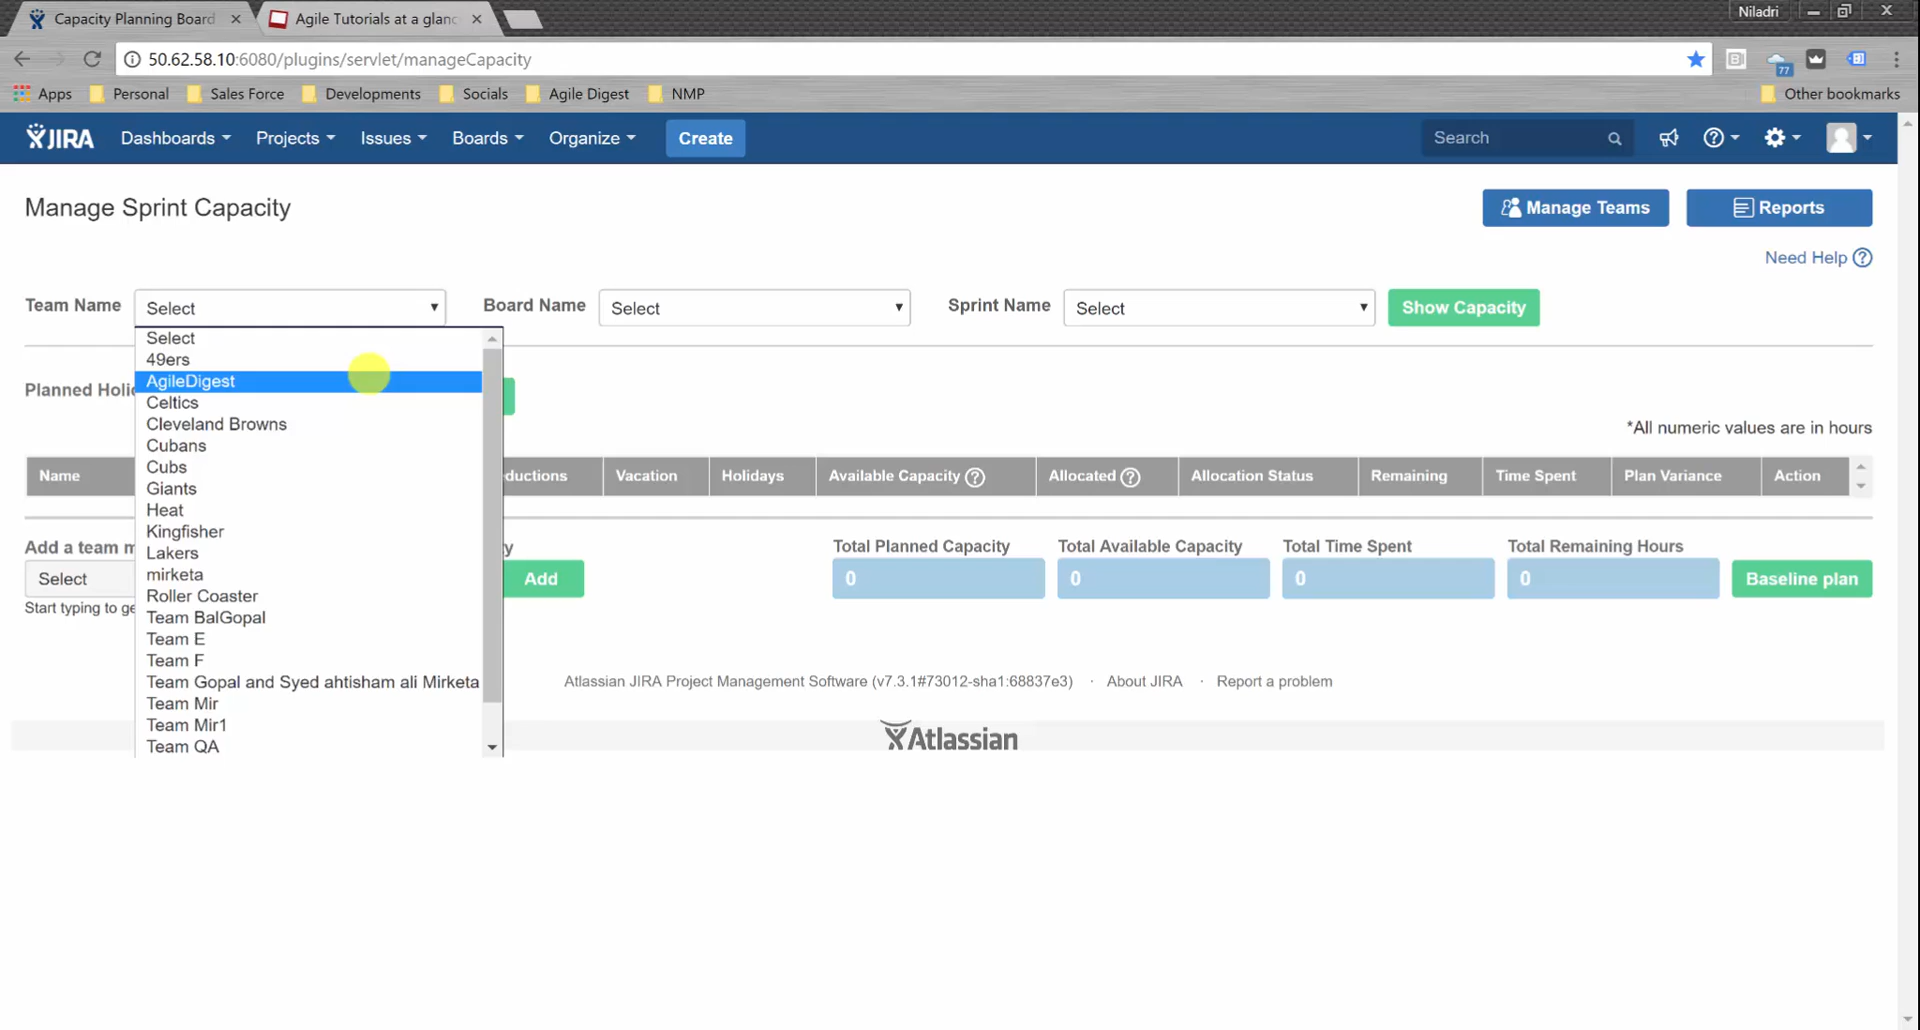 Capacity Planning Board
Agile Tutorials at a glanc
Niladri
50.62.58.10:6080/plugins/servlet/manageCapacity
77
Apps Personal Sales Force Developments Socials Agile Digest NMP Other bookmarks
JIRA Dashboards Projects Issues Boards Organize Create Search
Manage Sprint Capacity
Manage Teams
Reports
Need Help ?
Team Name Select Board Name Select Sprint Name Select Show Capacity
Select
49ers
AgileDigest
Celtics
Cleveland Browns
Cubans
Cubs
Giants
Heat
Kingfisher
Lakers
mirketa
Roller Coaster
Team BalGopal
Team E
Team F
Team Gopal and Syed ahtisham ali Mirketa
Team Mir
Team Mir1
Team QA
Planned Holi
*All numeric values are in hours
Name ductions Vacation Holidays Available Capacity ? Allocated ? Allocation Status Remaining Time Spent Plan Variance Action
Add a team m y Total Planned Capacity Total Available Capacity Total Time Spent Total Remaining Hours
Select Add 0 0 0 0 Baseline plan
Start typing to ge
Atlassian JIRA Project Management Software (v7.3.1#73012-sha1:68837e3) · About JIRA · Report a problem
Atlassian